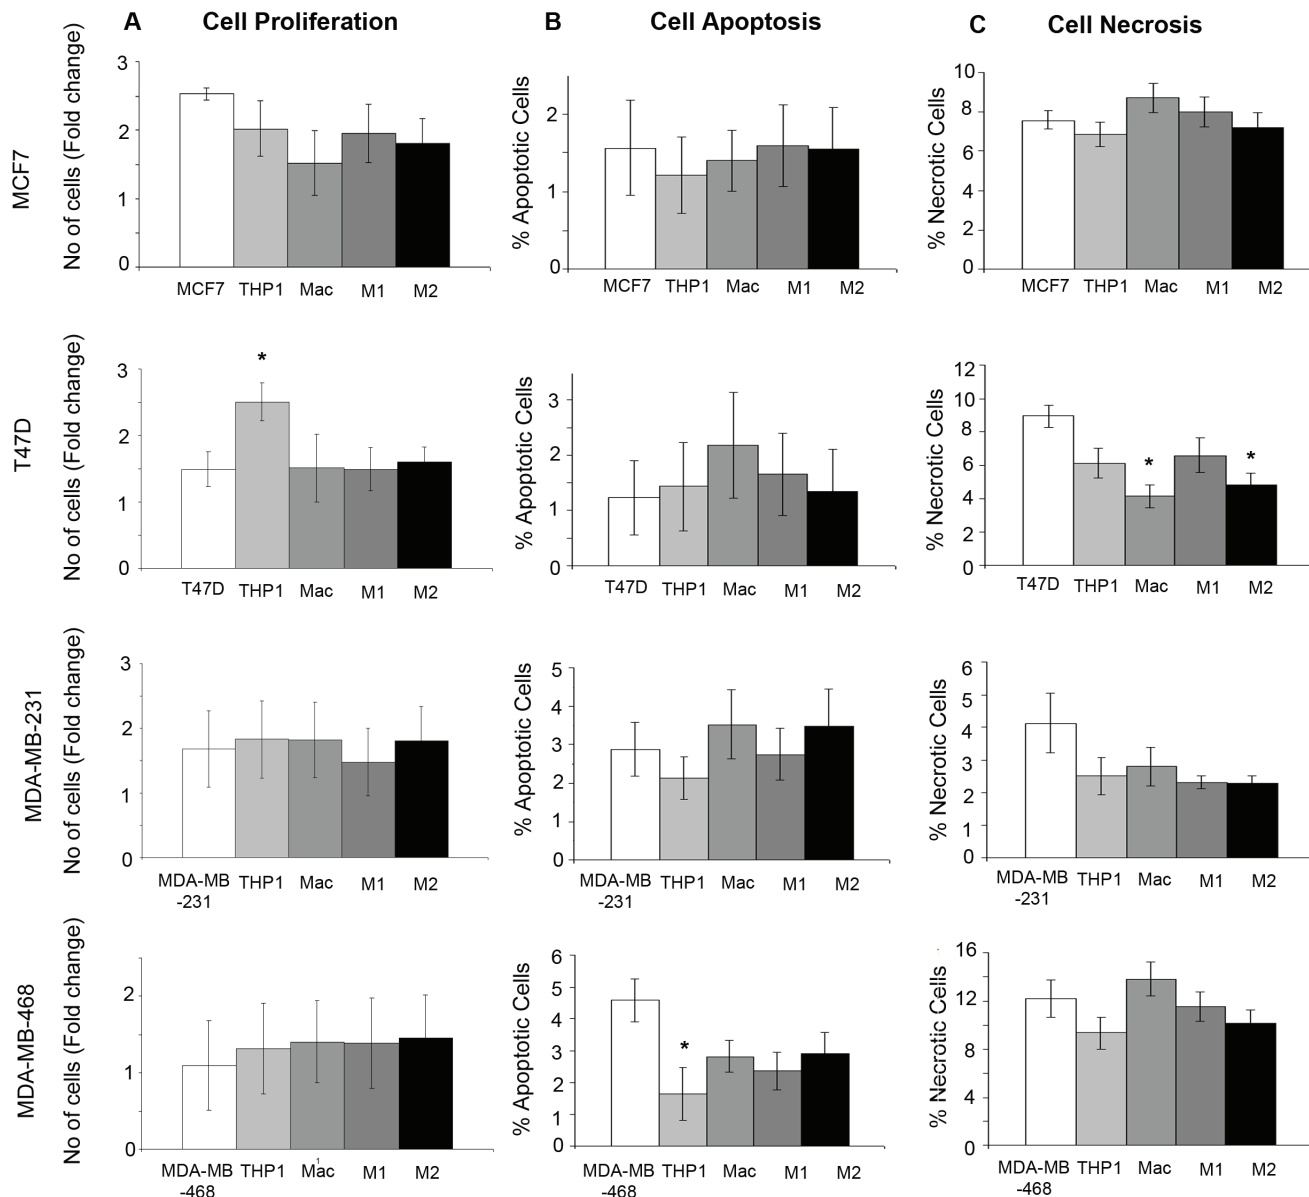 A Cell Proliferation
B Cell Apoptosis
C Cell Necrosis
MCF7
No of cells (Fold change)
3
2
1
0
MCF7 THP1 Mac M1 M2
% Apoptotic Cells
2
1
0
MCF7 THP1 Mac M1 M2
% Necrotic Cells
10
8
6
4
2
0
MCF7 THP1 Mac M1 M2
T47D
No of cells (Fold change)
3
2
1
0
*
T47D THP1 Mac M1 M2
% Apoptotic Cells
3
2
1
0
T47D THP1 Mac M1 M2
% Necrotic Cells
12
10
8
6
4
2
0
* *
T47D THP1 Mac M1 M2
MDA-MB-231
No of cells (Fold change)
3
2
1
0
MDA-MB THP1 Mac M1 M2
-231
% Apoptotic Cells
5
4
3
2
1
0
MDA-MB THP1 Mac M1 M2
-231
% Necrotic Cells
6
5
4
3
2
1
0
MDA-MB THP1 Mac M1 M2
-231
MDA-MB-468
No of cells (Fold change)
2
1
0
MDA-MB THP1 Mac M1 M2
-468
% Apoptotic Cells
6
5
4
3
2
1
0
*
MDA-MB THP1 Mac M1 M2
-468
% Necrotic Cells
16
12
8
4
0
MDA-MB THP1 Mac M1 M2
-468